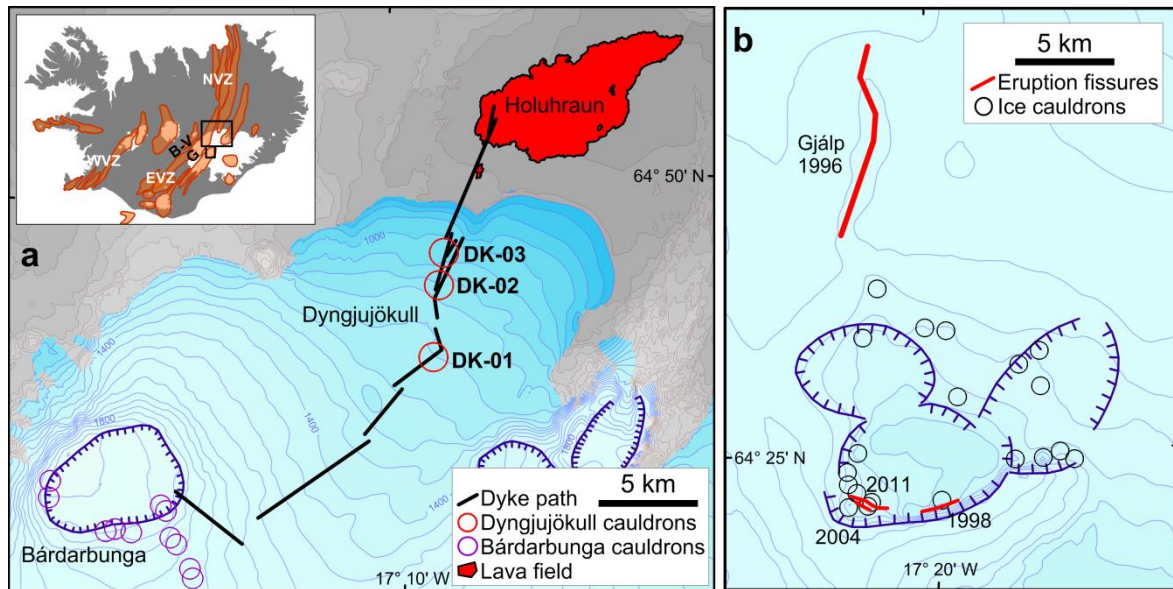 NVZ
B-V
G
WVZ
EVZ
a
Holuhraun
64° 50' N
1000
DK-03
DK-02
Dyngjujökull
DK-01
1400
1800
1400
1800
1400
Bárdarbunga
17° 10' W
5 km
Dyke path
Dyngjujökull cauldrons
Bárdarbunga cauldrons
Lava field
b
5 km
Eruption fissures
Ice cauldrons
Gjálp
1996
64° 25' N
2011
2004
1998
17° 20' W